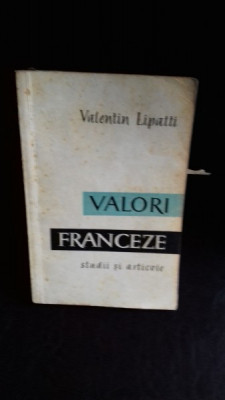 Valentin Lipatti
VALORI
FRANCEZE
studii și articole